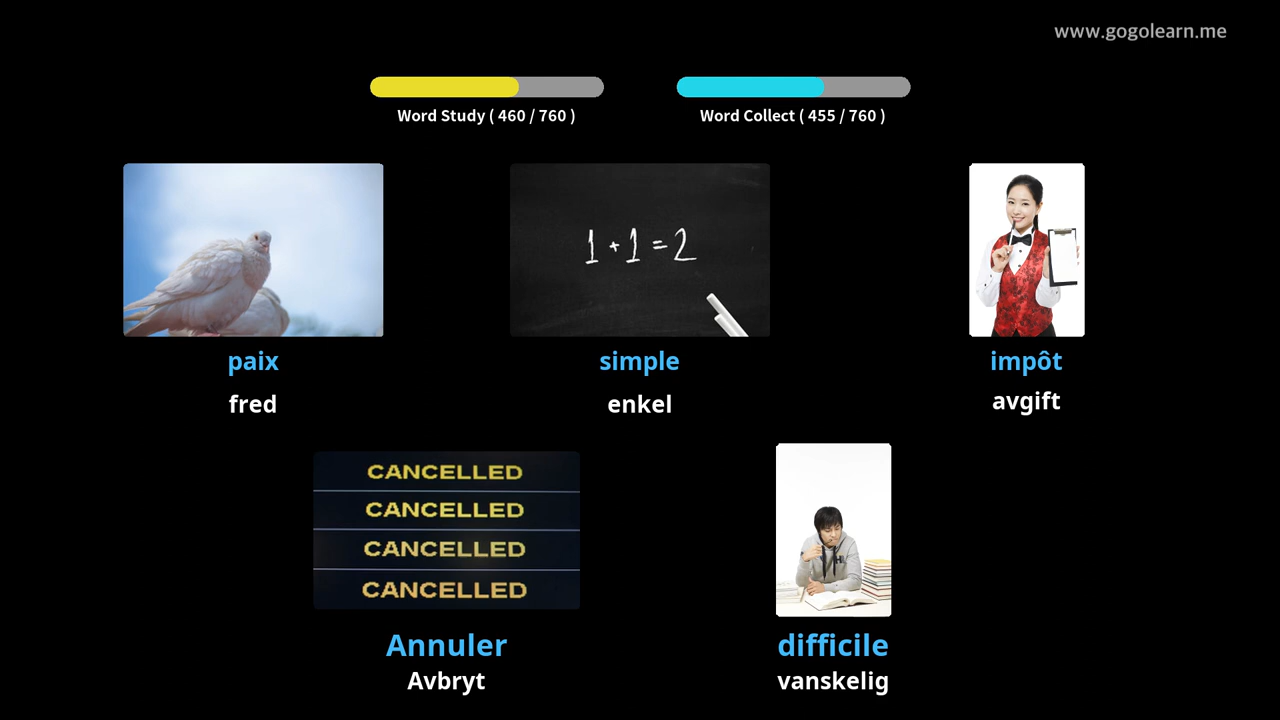 www.gogolearn.me
Word Study ( 460 / 760 )
Word Collect ( 455 / 760 )
1 + 1 = 2
paix
simple
impôt
fred
enkel
avgift
CANCELLED
CANCELLED
CANCELLED
CANCELLED
Annuler
difficile
Avbryt
vanskelig